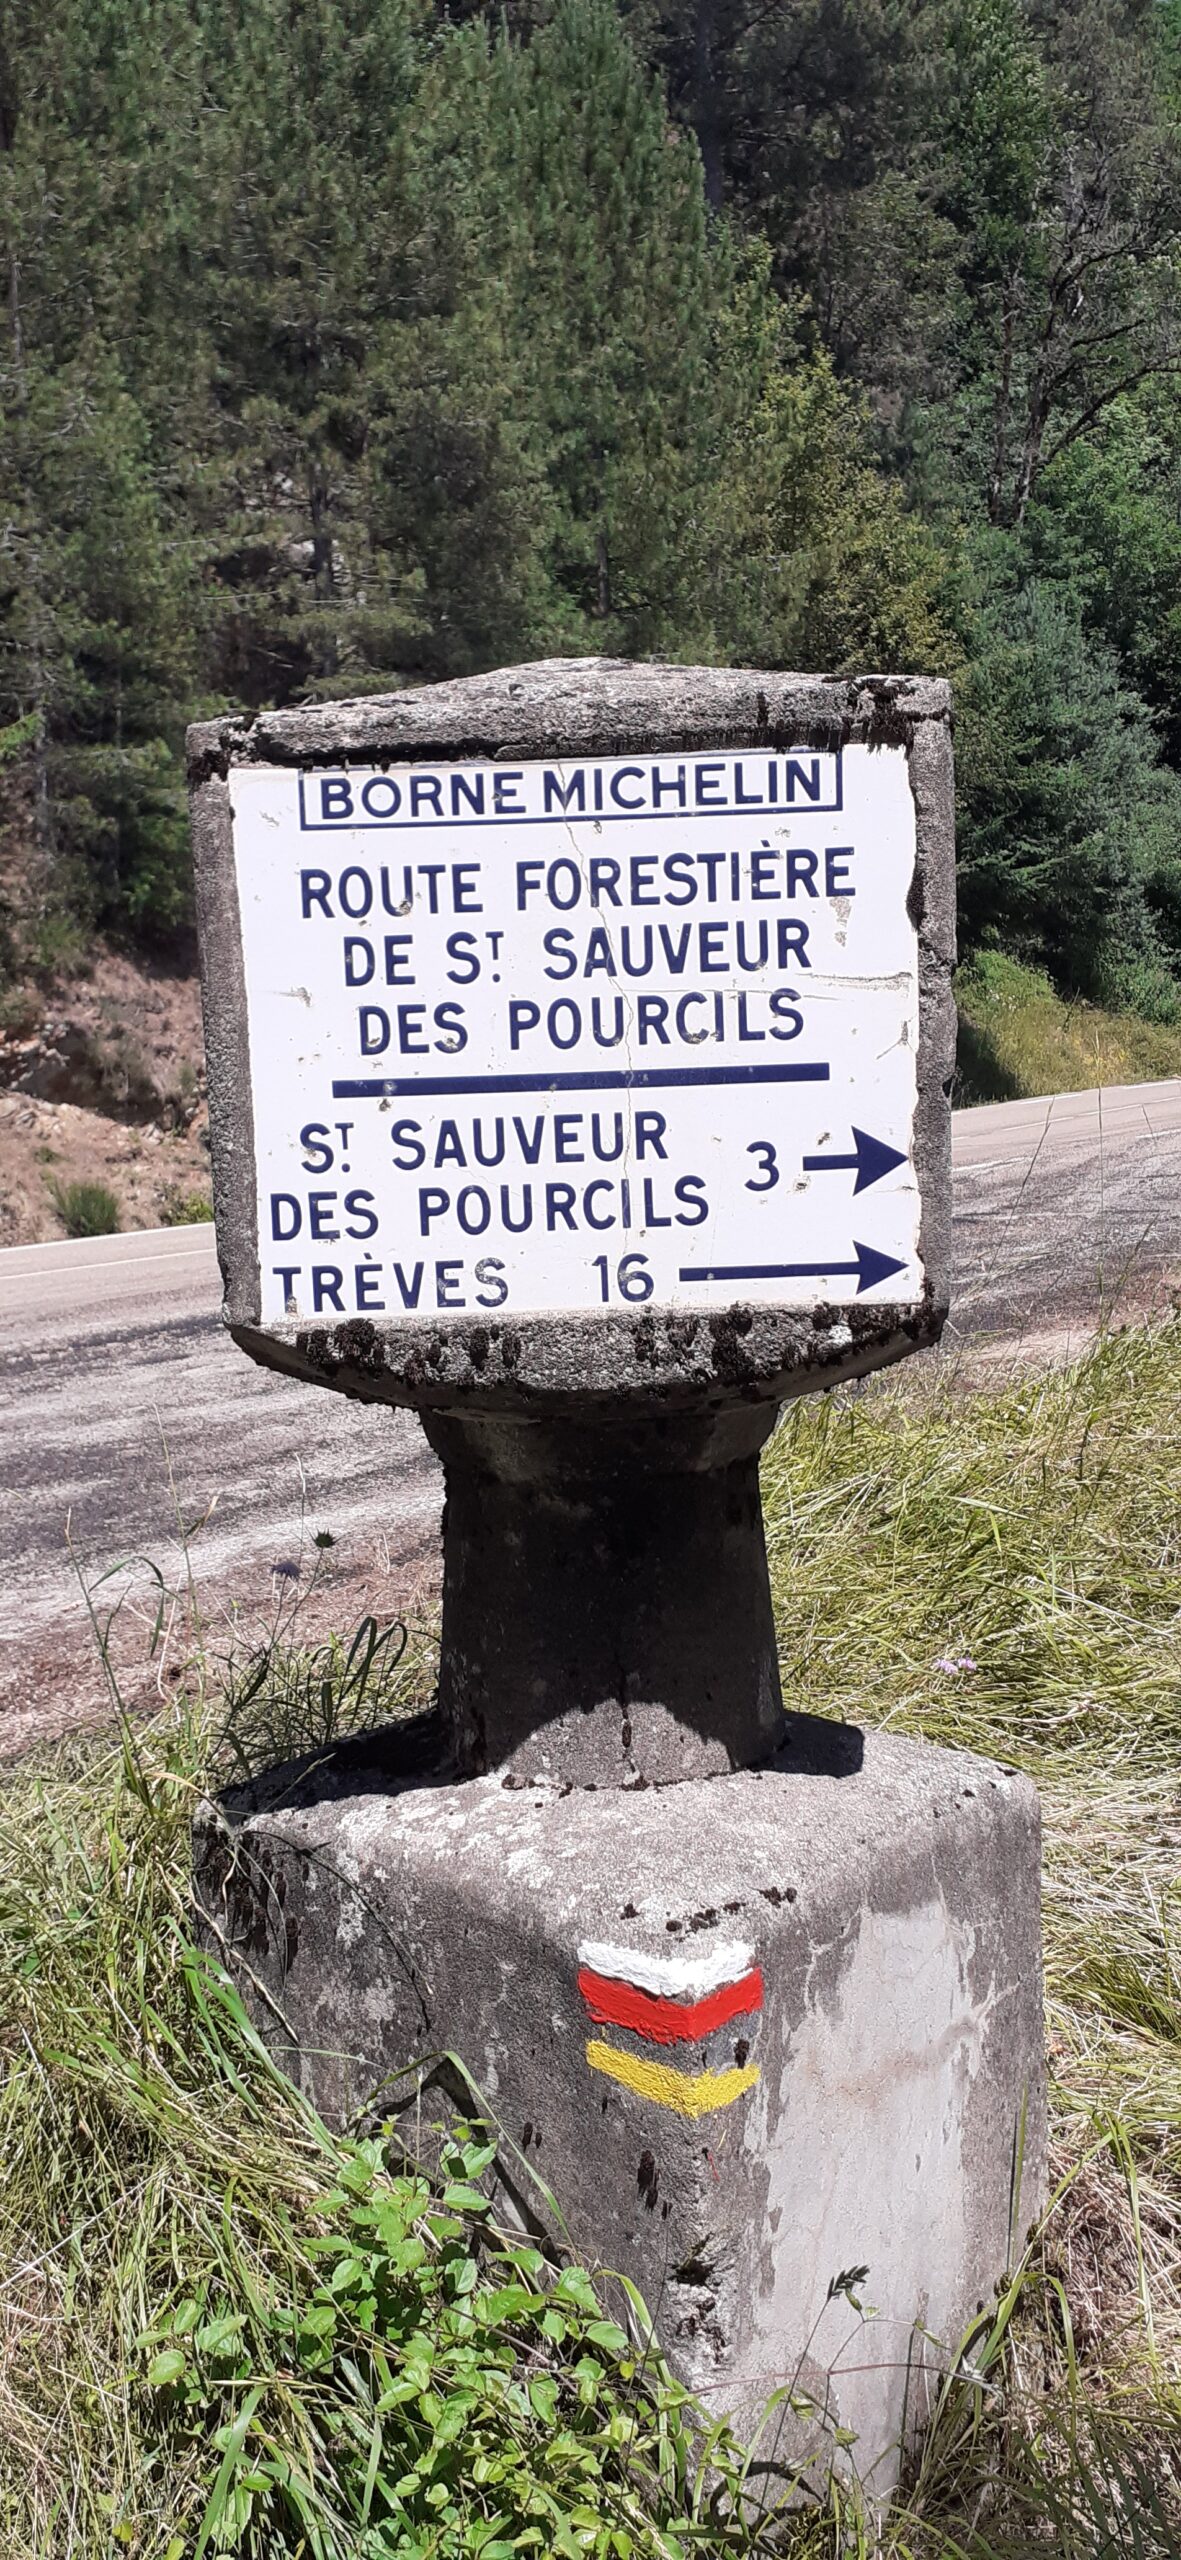 BORNE MICHELIN
ROUTE FORESTIÈRE
DE ST. SAUVEUR
DES POURCILS
ST. SAUVEUR
DES POURCILS 3
TRÈVES 16